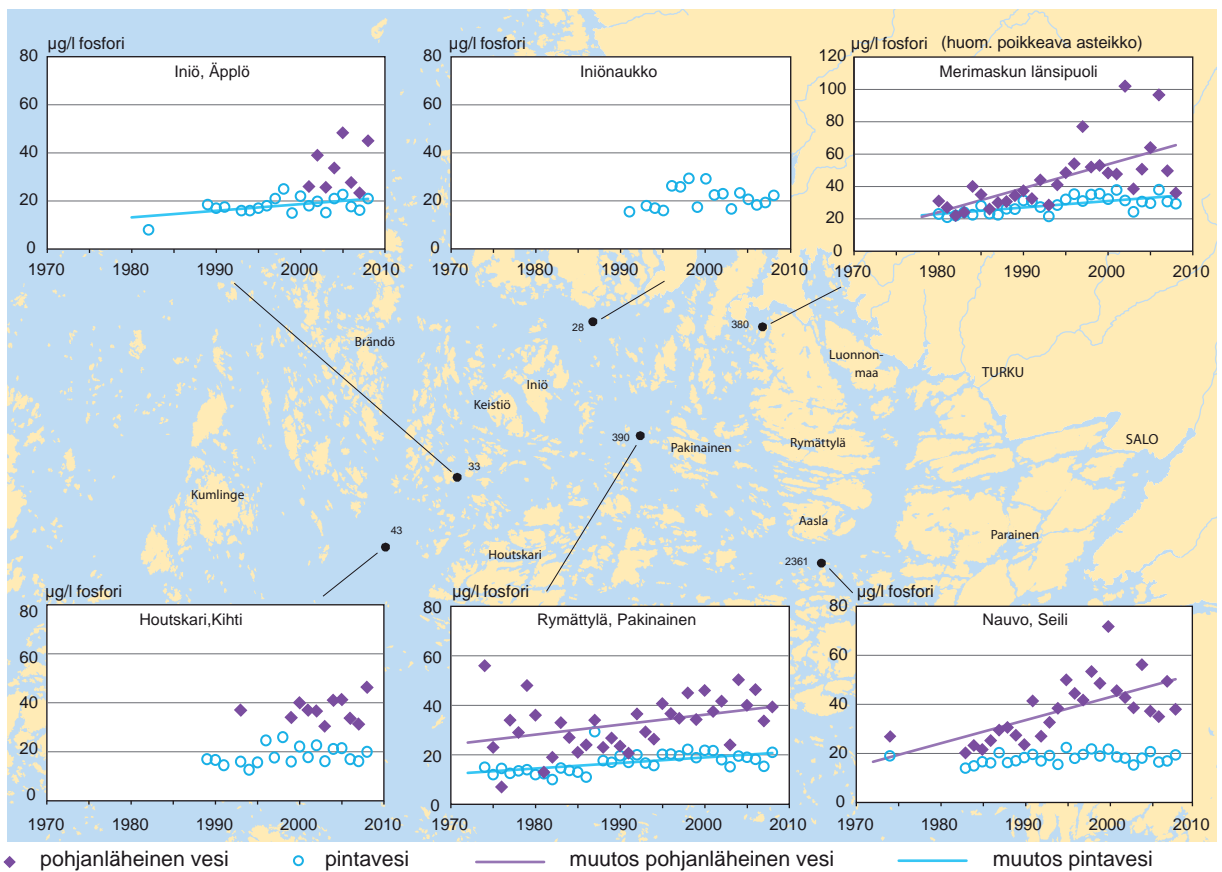 µg/l fosfori
Iniö, Äpplö
80
60
40
20
0
1970 1980 1990 2000 2010
Iniönaukko
80
60
40
20
0
1970 1980 1990 2000 2010
µg/l fosfori (huom. poikkeava asteikko)
Merimaskun länsipuoli
120
100
80
60
40
20
0
1970 1980 1990 2000 2010
28
380
Brändö
Luonnon-
maa
TURKU
Iniö
Keistiö
390
Pakinainen
Rymättylä
SALO
33
Kumlinge
43
Aasla
Parainen
Houtskari
2361
µg/l fosfori
Houtskari,Kihti
80
60
40
20
0
1970 1980 1990 2000 2010
µg/l fosfori
Rymättylä, Pakinainen
80
60
40
20
0
1970 1980 1990 2000 2010
µg/l fosfori
Nauvo, Seili
80
60
40
20
0
1970 1980 1990 2000 2010
pohjanläheinen vesi pintavesi muutos pohjanläheinen vesi muutos pintavesi